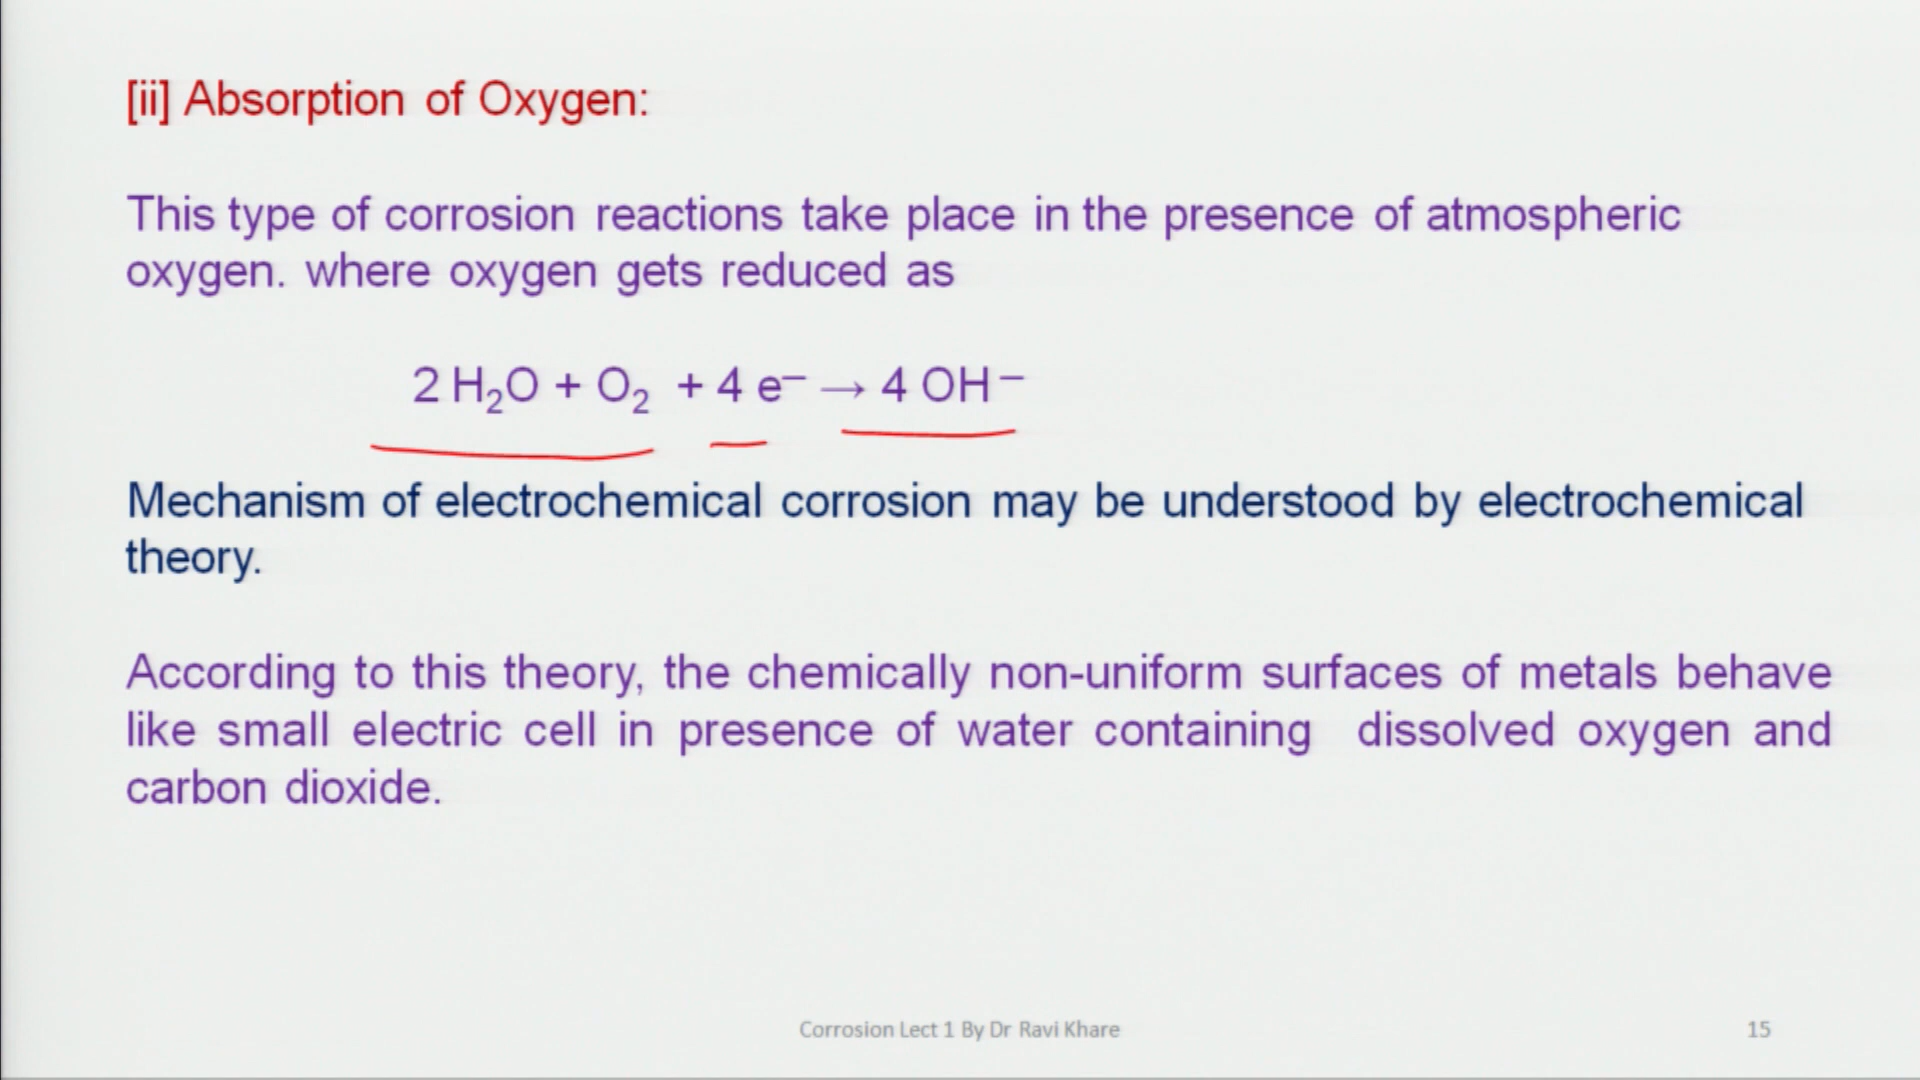 [ii] Absorption of Oxygen:
This type of corrosion reactions take place in the presence of atmospheric
oxygen. where oxygen gets reduced as
2 H₂O + O₂ + 4 e⁻ → 4 OH⁻
Mechanism of electrochemical corrosion may be understood by electrochemical
theory.
According to this theory, the chemically non-uniform surfaces of metals behave
like small electric cell in presence of water containing dissolved oxygen and
carbon dioxide.
Corrosion Lect 1 By Dr Ravi Khare
15